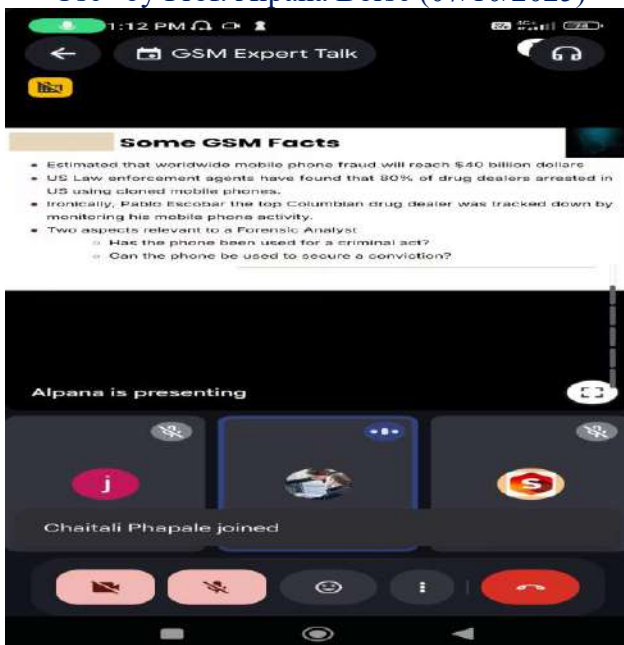 1:12 PM
GSM Expert Talk
Some GSM Facts
• Estimated that worldwide mobile phone fraud will reach $40 billion dollars
• US Law enforcement agents have found that 80% of drug dealers arrested in
US using cloned mobile phones.
• Ironically, Pablo Escobar the top Columbian drug dealer was tracked down by
monitoring his mobile phone activity.
• Two aspects relevant to a Forensic Analyst
○ Has the phone been used for a criminal act?
○ Can the phone be used to secure a conviction?
Alpana is presenting
j
S
Chaitali Phapale joined